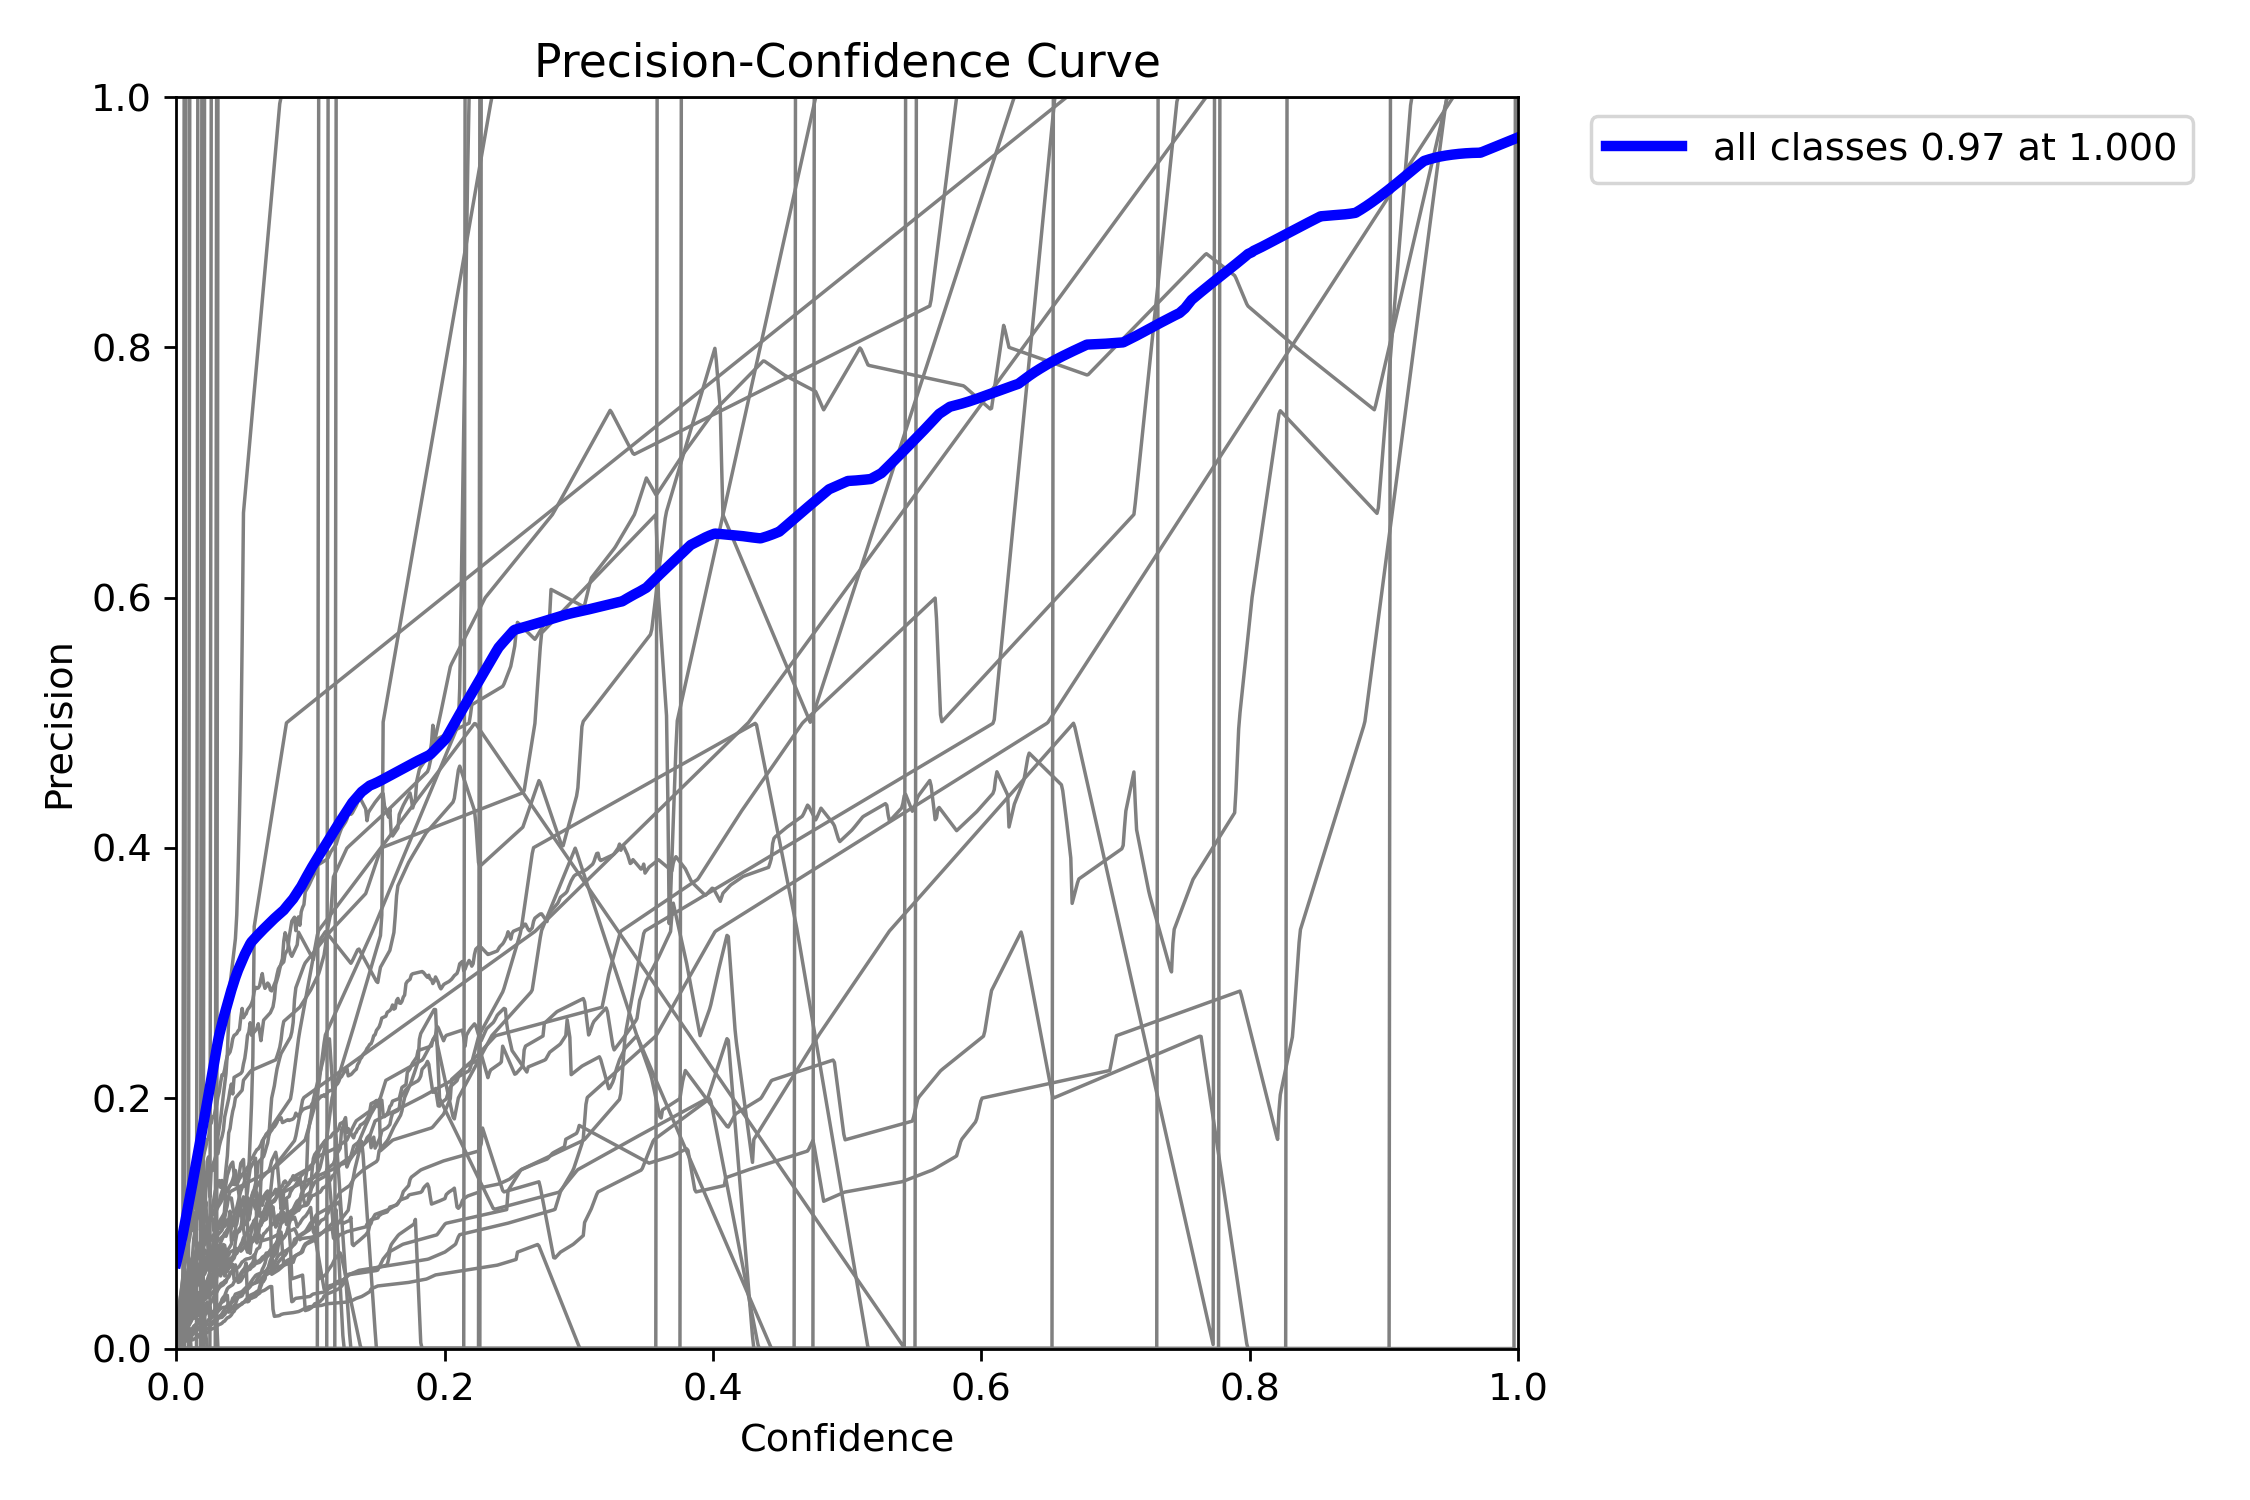 Precision-Confidence Curve
all classes 0.97 at 1.000
Precision
1.0
0.8
0.6
0.4
0.2
0.0
0.0 0.2 0.4 0.6 0.8 1.0
Confidence